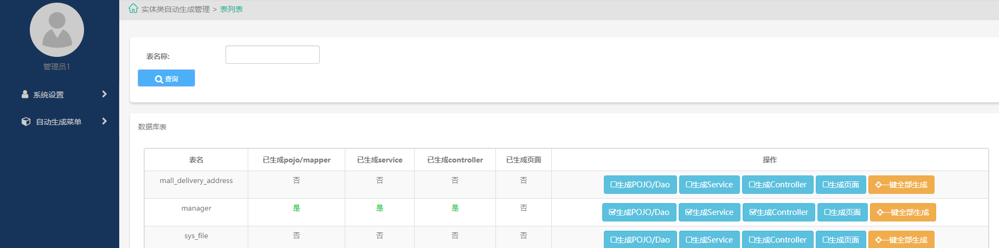 实体类自动生成管理 > 表列表
管理员1
系统设置
自动生成菜单
表名称:
查询
数据库表
表名 已生成pojo/mapper 已生成service 已生成controller 已生成页面 操作
mall_delivery_address 否 否 否 否 生成POJO/Dao 生成Service 生成Controller 生成页面 一键全部生成
manager 是 是 是 否 生成POJO/Dao 生成Service 生成Controller 生成页面 一键全部生成
sys_file 否 否 否 否 生成POJO/Dao 生成Service 生成Controller 生成页面 一键全部生成